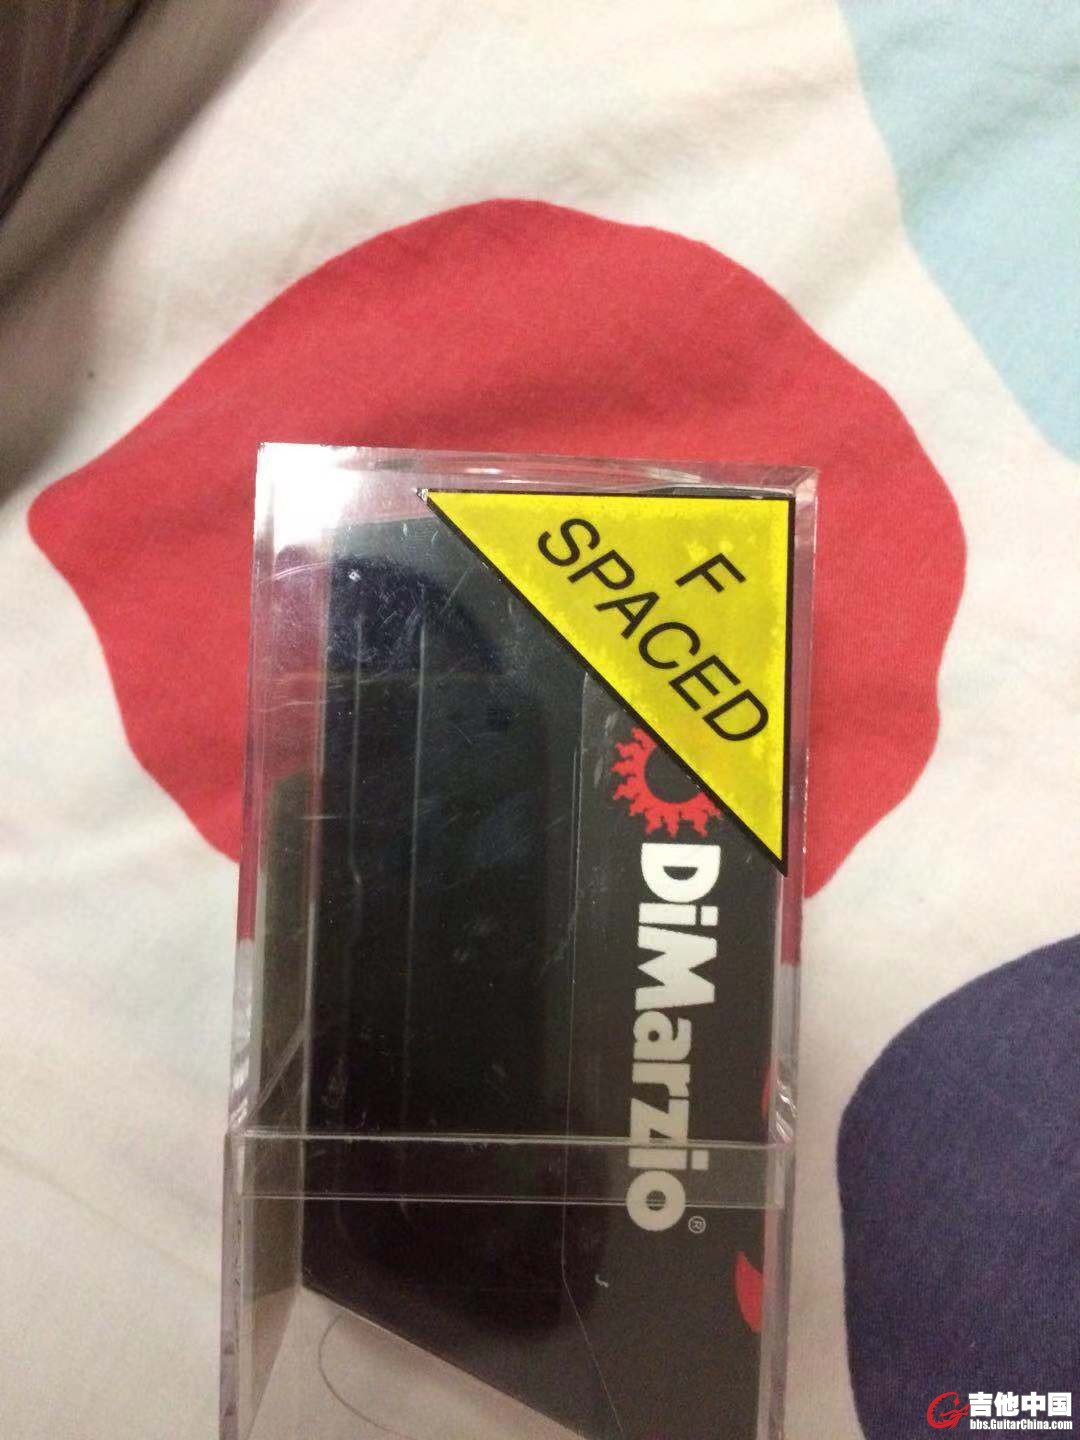 F
SPACED
DiMarzio®
吉他中国
bbs.GuitarChina.com